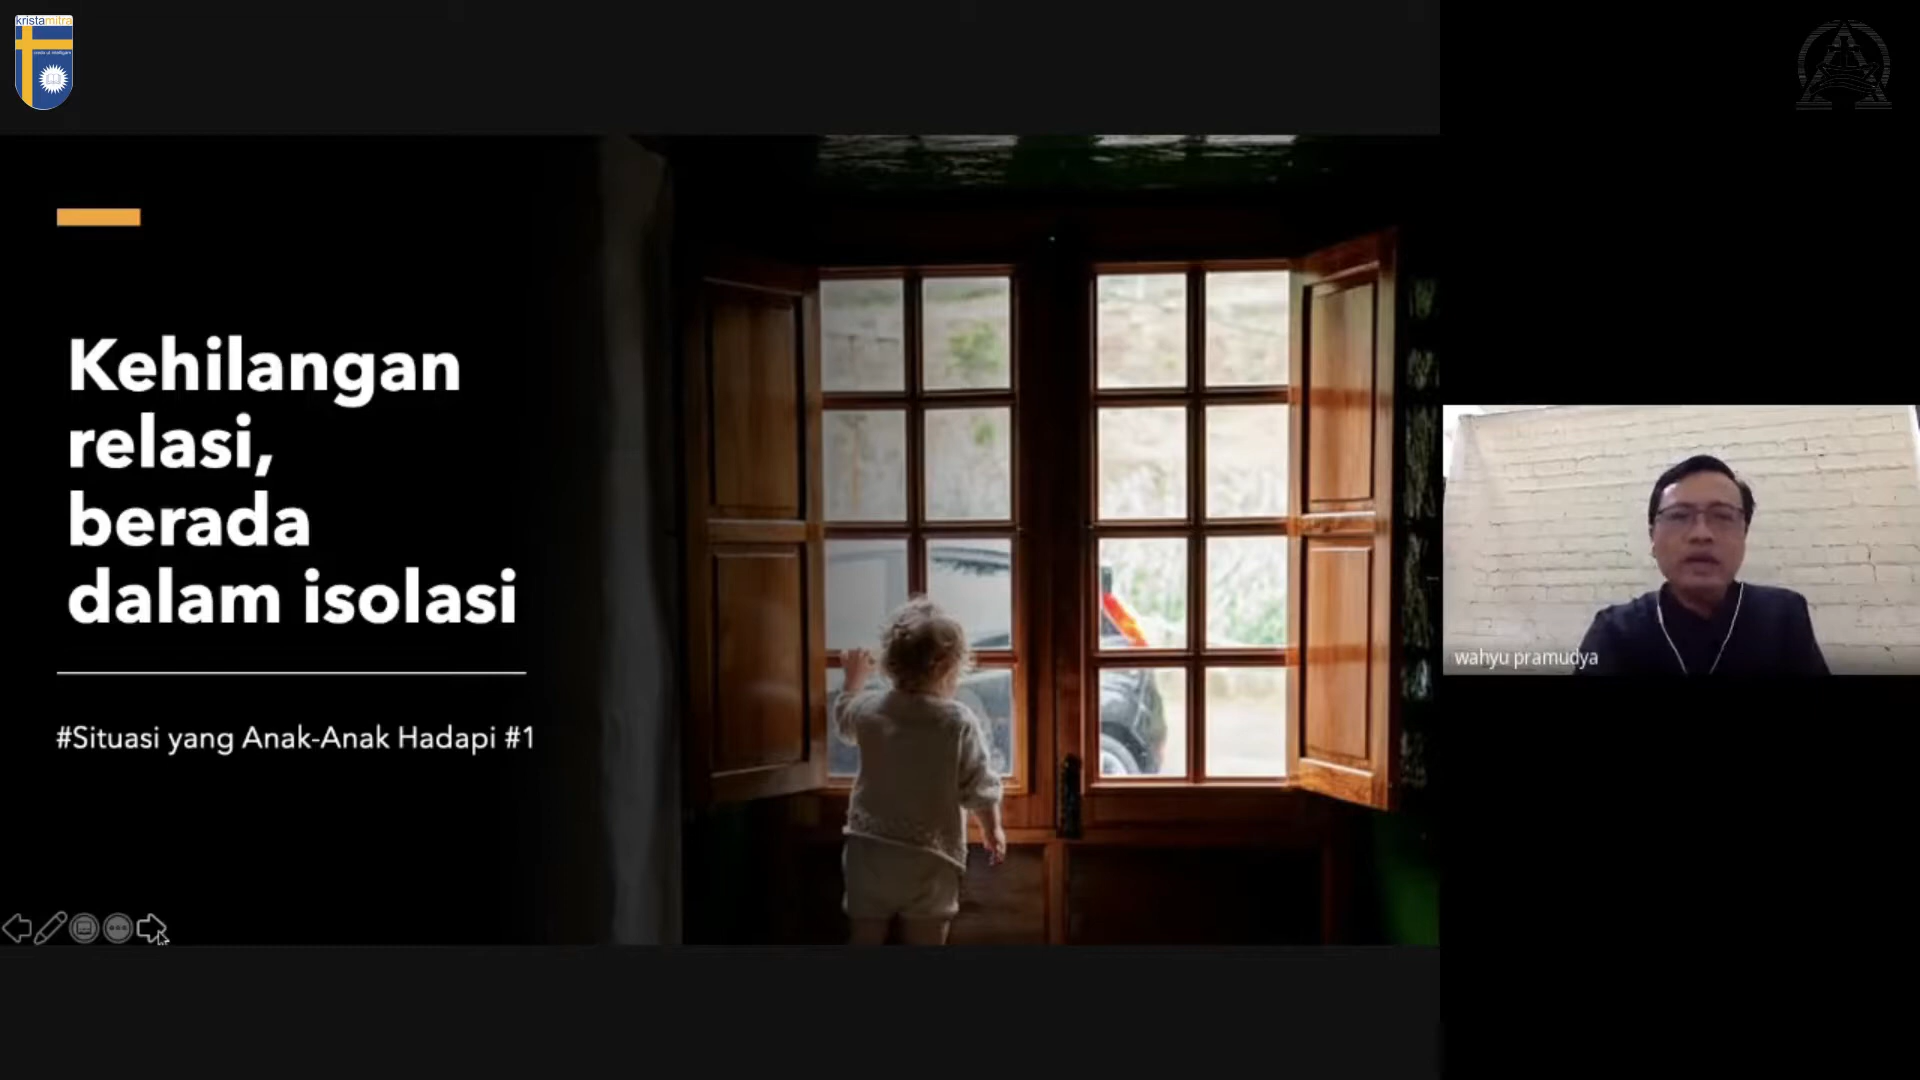 kristamitra
Kehilangan
relasi,
berada
dalam isolasi
#Situasi yang Anak-Anak Hadapi #1
wahyu pramudya